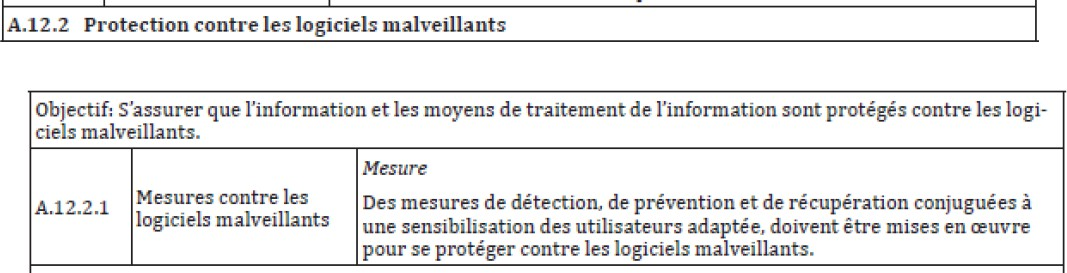 A.12.2 Protection contre les logiciels malveillants
Objectif: S'assurer que l'information et les moyens de traitement de l'information sont protégés contre les logi-
ciels malveillants.
A.12.2.1
Mesures contre les
logiciels malveillants
Mesure
Des mesures de détection, de prévention et de récupération conjuguées à
une sensibilisation des utilisateurs adaptée, doivent être mises en œuvre
pour se protéger contre les logiciels malveillants.